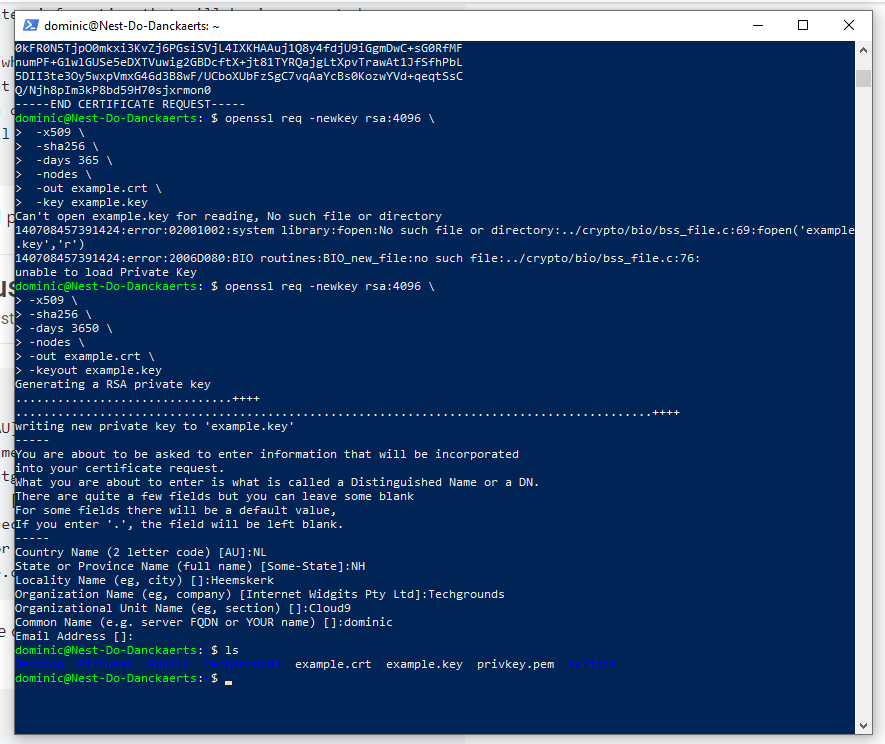 dominic@Nest-Do-Danckaerts: ~
0kFR0N5TjpO0mkxi3KvZj6PGsiSVjL4IXKHAAuj1Q8y4fdjU9iGgmDwC+sG0RfMF
numPF+G1wlGUSe5eDXTVuwig2GBDcftX+jt81TYRQajgLtXpvTrawAt1JfSfhPbL
5DII3te3Oy5wxpVmxG46d3B8wF/UCboXUbFzSgC7vqAaYcBs0KozwYVd+qeqtSsC
Q/Njh8pIm3kP8bd59H70sjxrmon0
-----END CERTIFICATE REQUEST-----
dominic@Nest-Do-Danckaerts: $ openssl req -newkey rsa:4096 \
>  -x509 \
>  -sha256 \
>  -days 365 \
>  -nodes \
>  -out example.crt \
>  -key example.key
Can't open example.key for reading, No such file or directory
140708457391424:error:02001002:system library:fopen:No such file or directory:../crypto/bio/bss_file.c:69:fopen('example
.key','r')
140708457391424:error:2006D080:BIO routines:BIO_new_file:no such file:../crypto/bio/bss_file.c:76:
unable to load Private Key
dominic@Nest-Do-Danckaerts: $ openssl req -newkey rsa:4096 \
> -x509 \
> -sha256 \
> -days 3650 \
> -nodes \
> -out example.crt \
> -keyout example.key
Generating a RSA private key
...............................++++
...........................................................................................++++
writing new private key to 'example.key'
-----
You are about to be asked to enter information that will be incorporated
into your certificate request.
What you are about to enter is what is called a Distinguished Name or a DN.
There are quite a few fields but you can leave some blank
For some fields there will be a default value,
If you enter '.', the field will be left blank.
-----
Country Name (2 letter code) [AU]:NL
State or Province Name (full name) [Some-State]:NH
Locality Name (eg, city) []:Heemskerk
Organization Name (eg, company) [Internet Widgits Pty Ltd]:Techgrounds
Organizational Unit Name (eg, section) []:Cloud9
Common Name (e.g. server FQDN or YOUR name) []:dominic
Email Address []:
dominic@Nest-Do-Danckaerts: $ ls
Desktop Pictures Public Techgrounds example.crt example.key privkey.pem
dominic@Nest-Do-Danckaerts: $